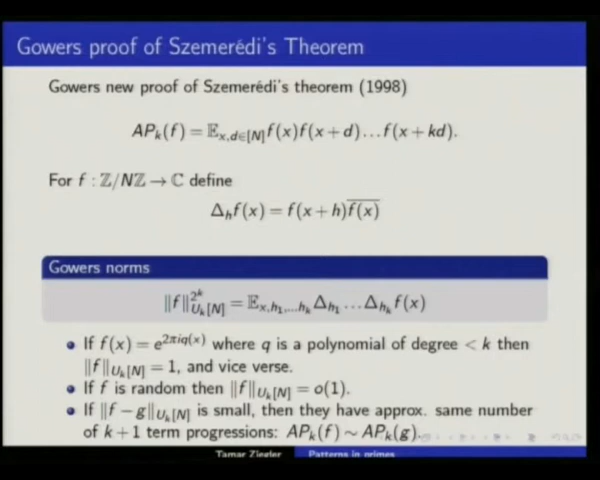 Gowers proof of Szemerédi's Theorem
Gowers new proof of Szemerédi's theorem (1998)
AP_k(f) = 𝔼_{x,d∈[N]} f(x)f(x+d)...f(x+kd).
For f : ℤ/Nℤ → ℂ define
Δ_h f(x) = f(x+h)\overline{f(x)}
Gowers norms
‖f‖^{2^k}_{U_k[N]} = 𝔼_{x,h_1,...h_k} Δ_{h_1} ... Δ_{h_k} f(x)
• If f(x) = e^{2πiq(x)} where q is a polynomial of degree < k then
‖f‖_{U_k[N]} = 1, and vice verse.
• If f is random then ‖f‖_{U_k[N]} = o(1).
• If ‖f − g‖_{U_k[N]} is small, then they have approx. same number
of k+1 term progressions: AP_k(f) ∼ AP_k(g).
Tamar Ziegler Patterns in primes